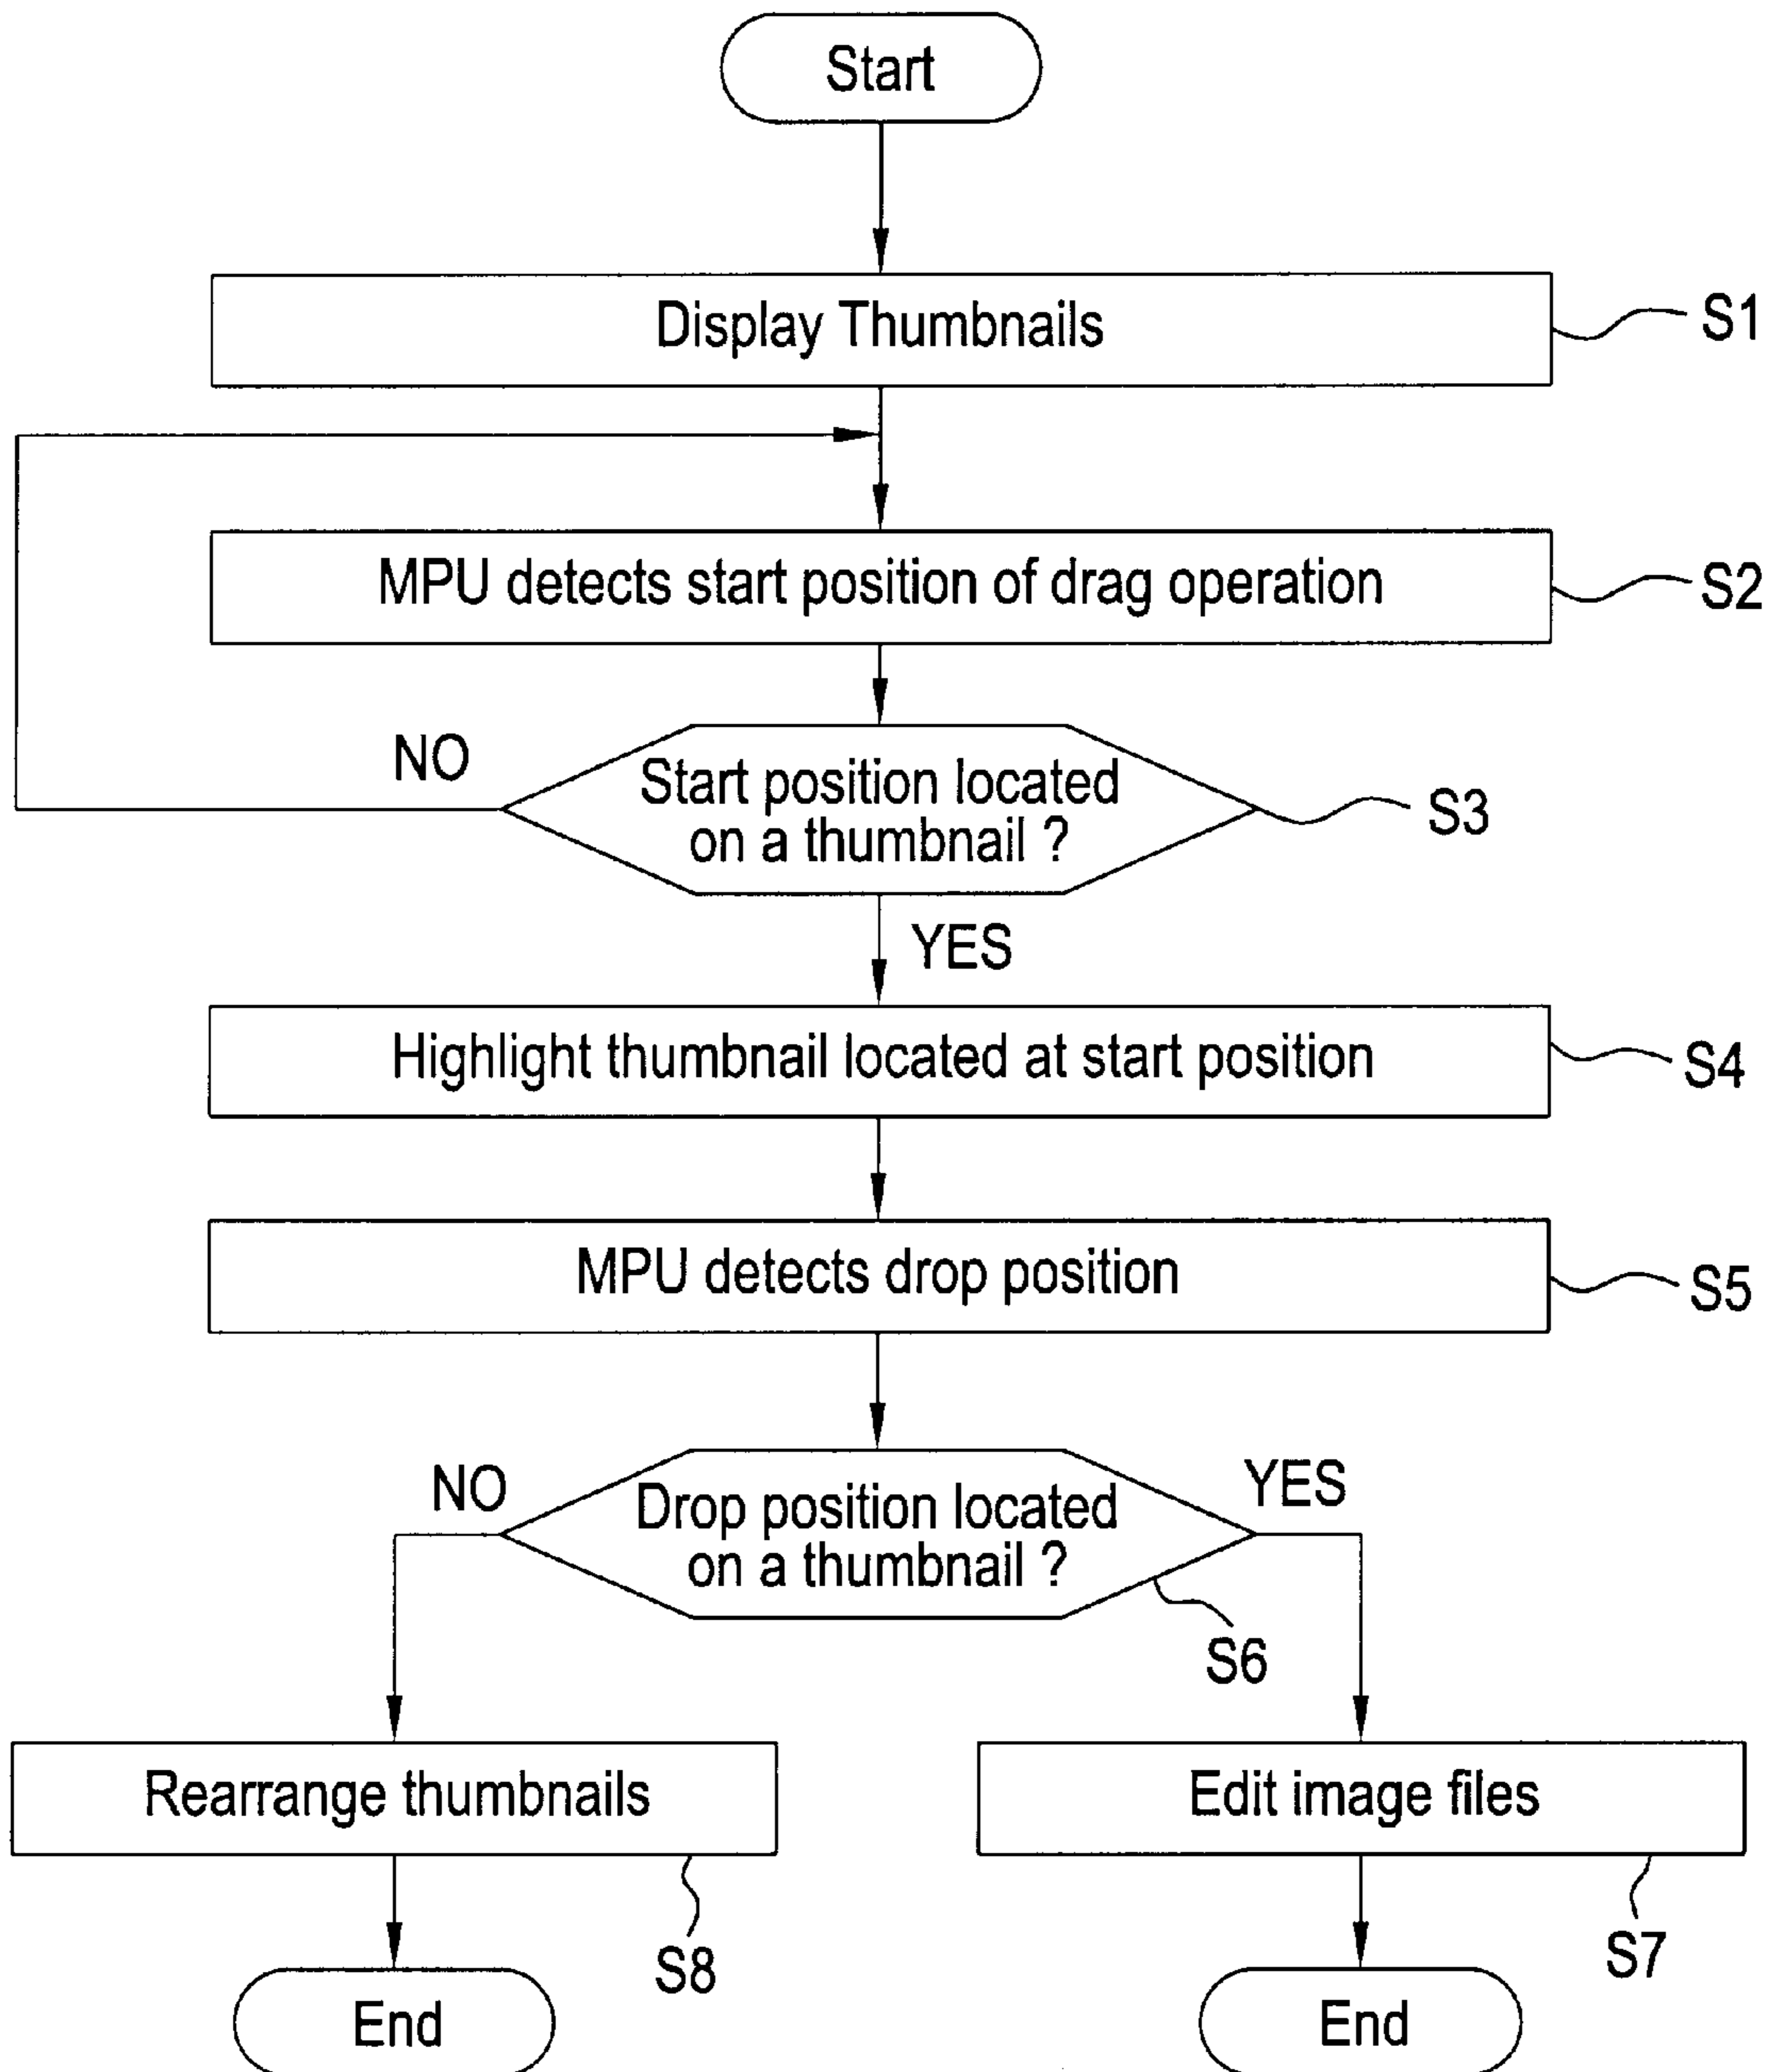 Start
Display Thumbnails
S1
MPU detects start position of drag operation
S2
NO
Start position located
on a thumbnail ?
S3
YES
Highlight thumbnail located at start position
S4
MPU detects drop position
S5
NO
Drop position located
on a thumbnail ?
YES
S6
Rearrange thumbnails
Edit image files
S8
S7
End
End